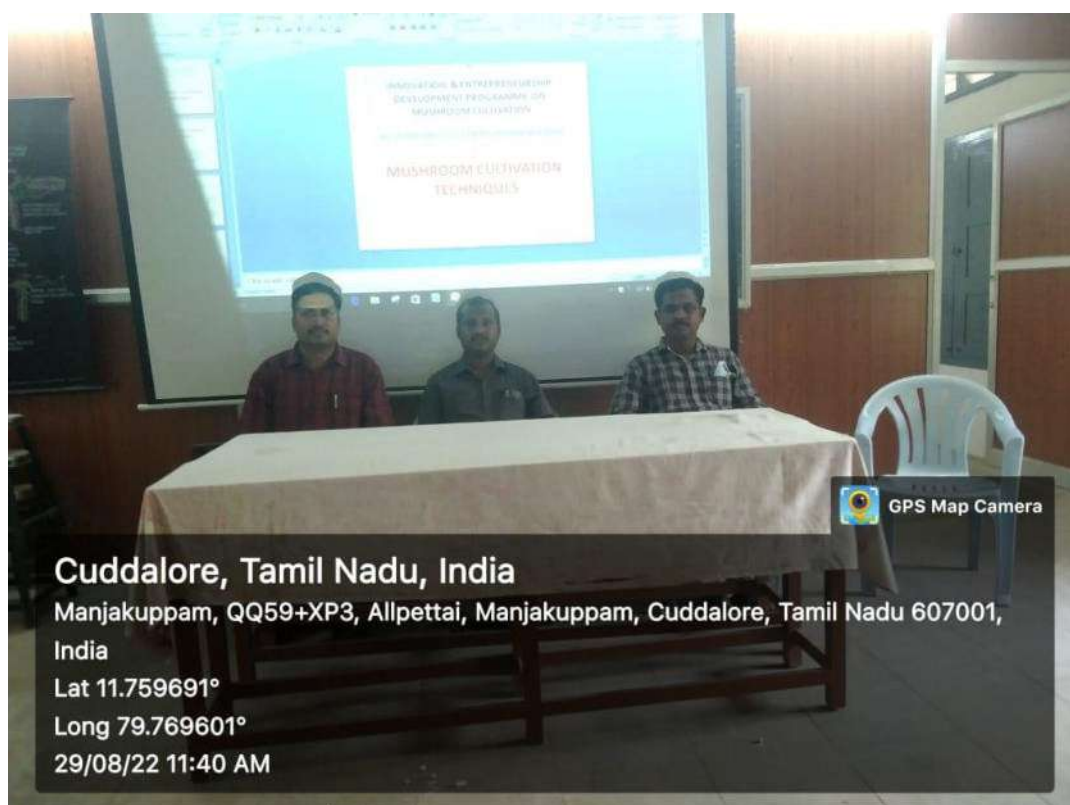 INNOVATION & ENTREPRENEURSHIP
DEVELOPMENT PROGRAMME ON
MUSHROOM CULTIVATION
MUSHROOM CULTIVATION
TECHNIQUES
GPS Map Camera
Cuddalore, Tamil Nadu, India
Manjakuppam, QQ59+XP3, Allpettai, Manjakuppam, Cuddalore, Tamil Nadu 607001,
India
Lat 11.759691°
Long 79.769601°
29/08/22 11:40 AM